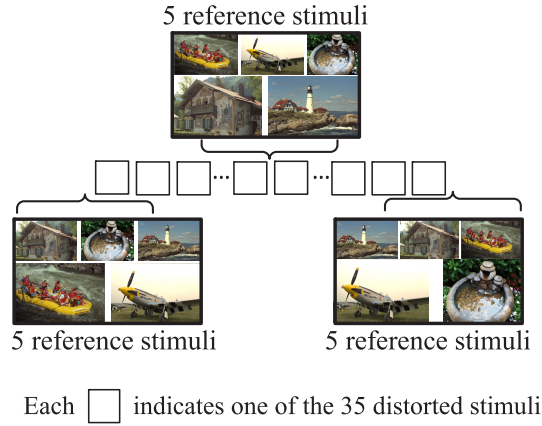 5 reference stimuli
... ...
5 reference stimuli 5 reference stimuli
Each □ indicates one of the 35 distorted stimuli